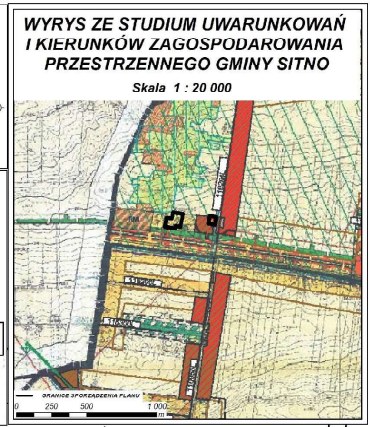 WYRYS ZE STUDIUM UWARUNKOWAŃ
I KIERUNKÓW ZAGOSPODAROWANIA
PRZESTRZENNEGO GMINY SITNO
Skala 1 : 20 000
GRANICE SPORZĄDZENIA PLANU
0 250 500 1 000
m